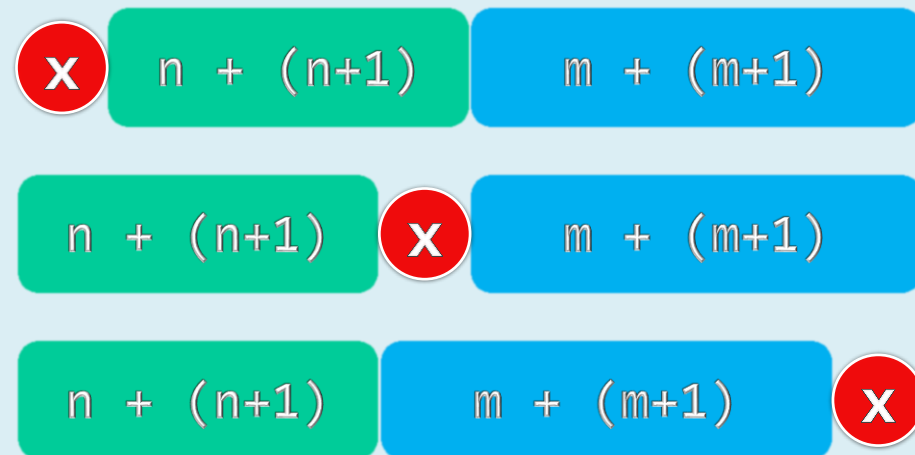 x n + (n+1) m + (m+1)
n + (n+1) x m + (m+1)
n + (n+1) m + (m+1) x